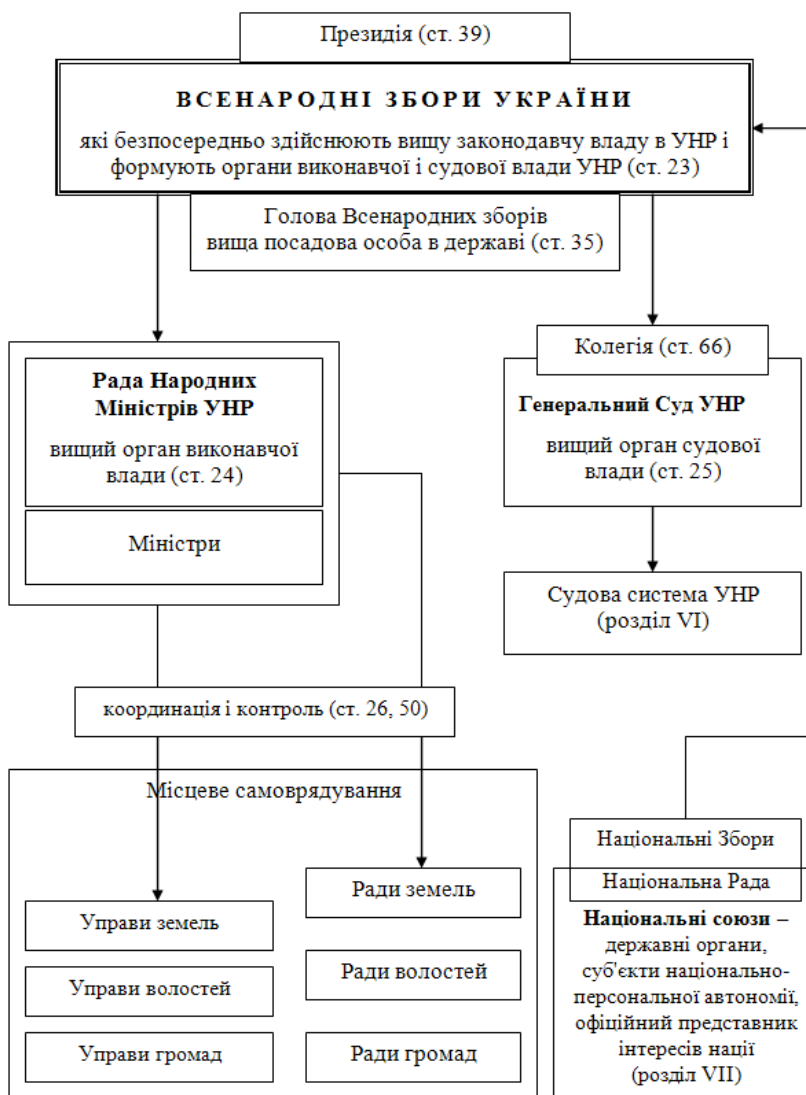 Президія (ст. 39)
ВСЕНАРОДНІ ЗБОРИ УКРАЇНИ
які безпосередньо здійснюють вищу законодавчу владу в УНР і
формують органи виконавчої і судової влади УНР (ст. 23)
Голова Всенародних зборів
вища посадова особа в державі (ст. 35)
Рада Народних
Міністрів УНР
вищий орган виконавчої
влади (ст. 24)
Міністри
Колегія (ст. 66)
Генеральний Суд УНР
вищий орган судової
влади (ст. 25)
Судова система УНР
(розділ VI)
координація і контроль (ст. 26, 50)
Місцеве самоврядування
Управи земель
Управи волостей
Управи громад
Ради земель
Ради волостей
Ради громад
Національні Збори
Національна Рада
Національні союзи –
державні органи,
суб'єкти національно-
персональної автономії,
офіційний представник
інтересів нації
(розділ VII)